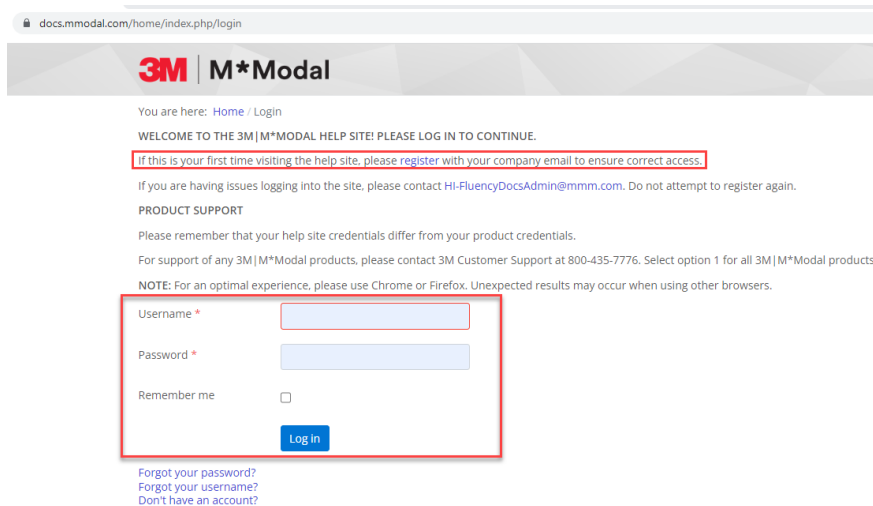 docs.mmodal.com/home/index.php/login
3M | M*Modal
You are here: Home / Login
WELCOME TO THE 3M|M*MODAL HELP SITE! PLEASE LOG IN TO CONTINUE.
If this is your first time visiting the help site, please register with your company email to ensure correct access.
If you are having issues logging into the site, please contact HI-FluencyDocsAdmin@mmm.com. Do not attempt to register again.
PRODUCT SUPPORT
Please remember that your help site credentials differ from your product credentials.
For support of any 3M|M*Modal products, please contact 3M Customer Support at 800-435-7776. Select option 1 for all 3M|M*Modal products
NOTE: For an optimal experience, please use Chrome or Firefox. Unexpected results may occur when using other browsers.
Username *
Password *
Remember me
Log in
Forgot your password?
Forgot your username?
Don't have an account?